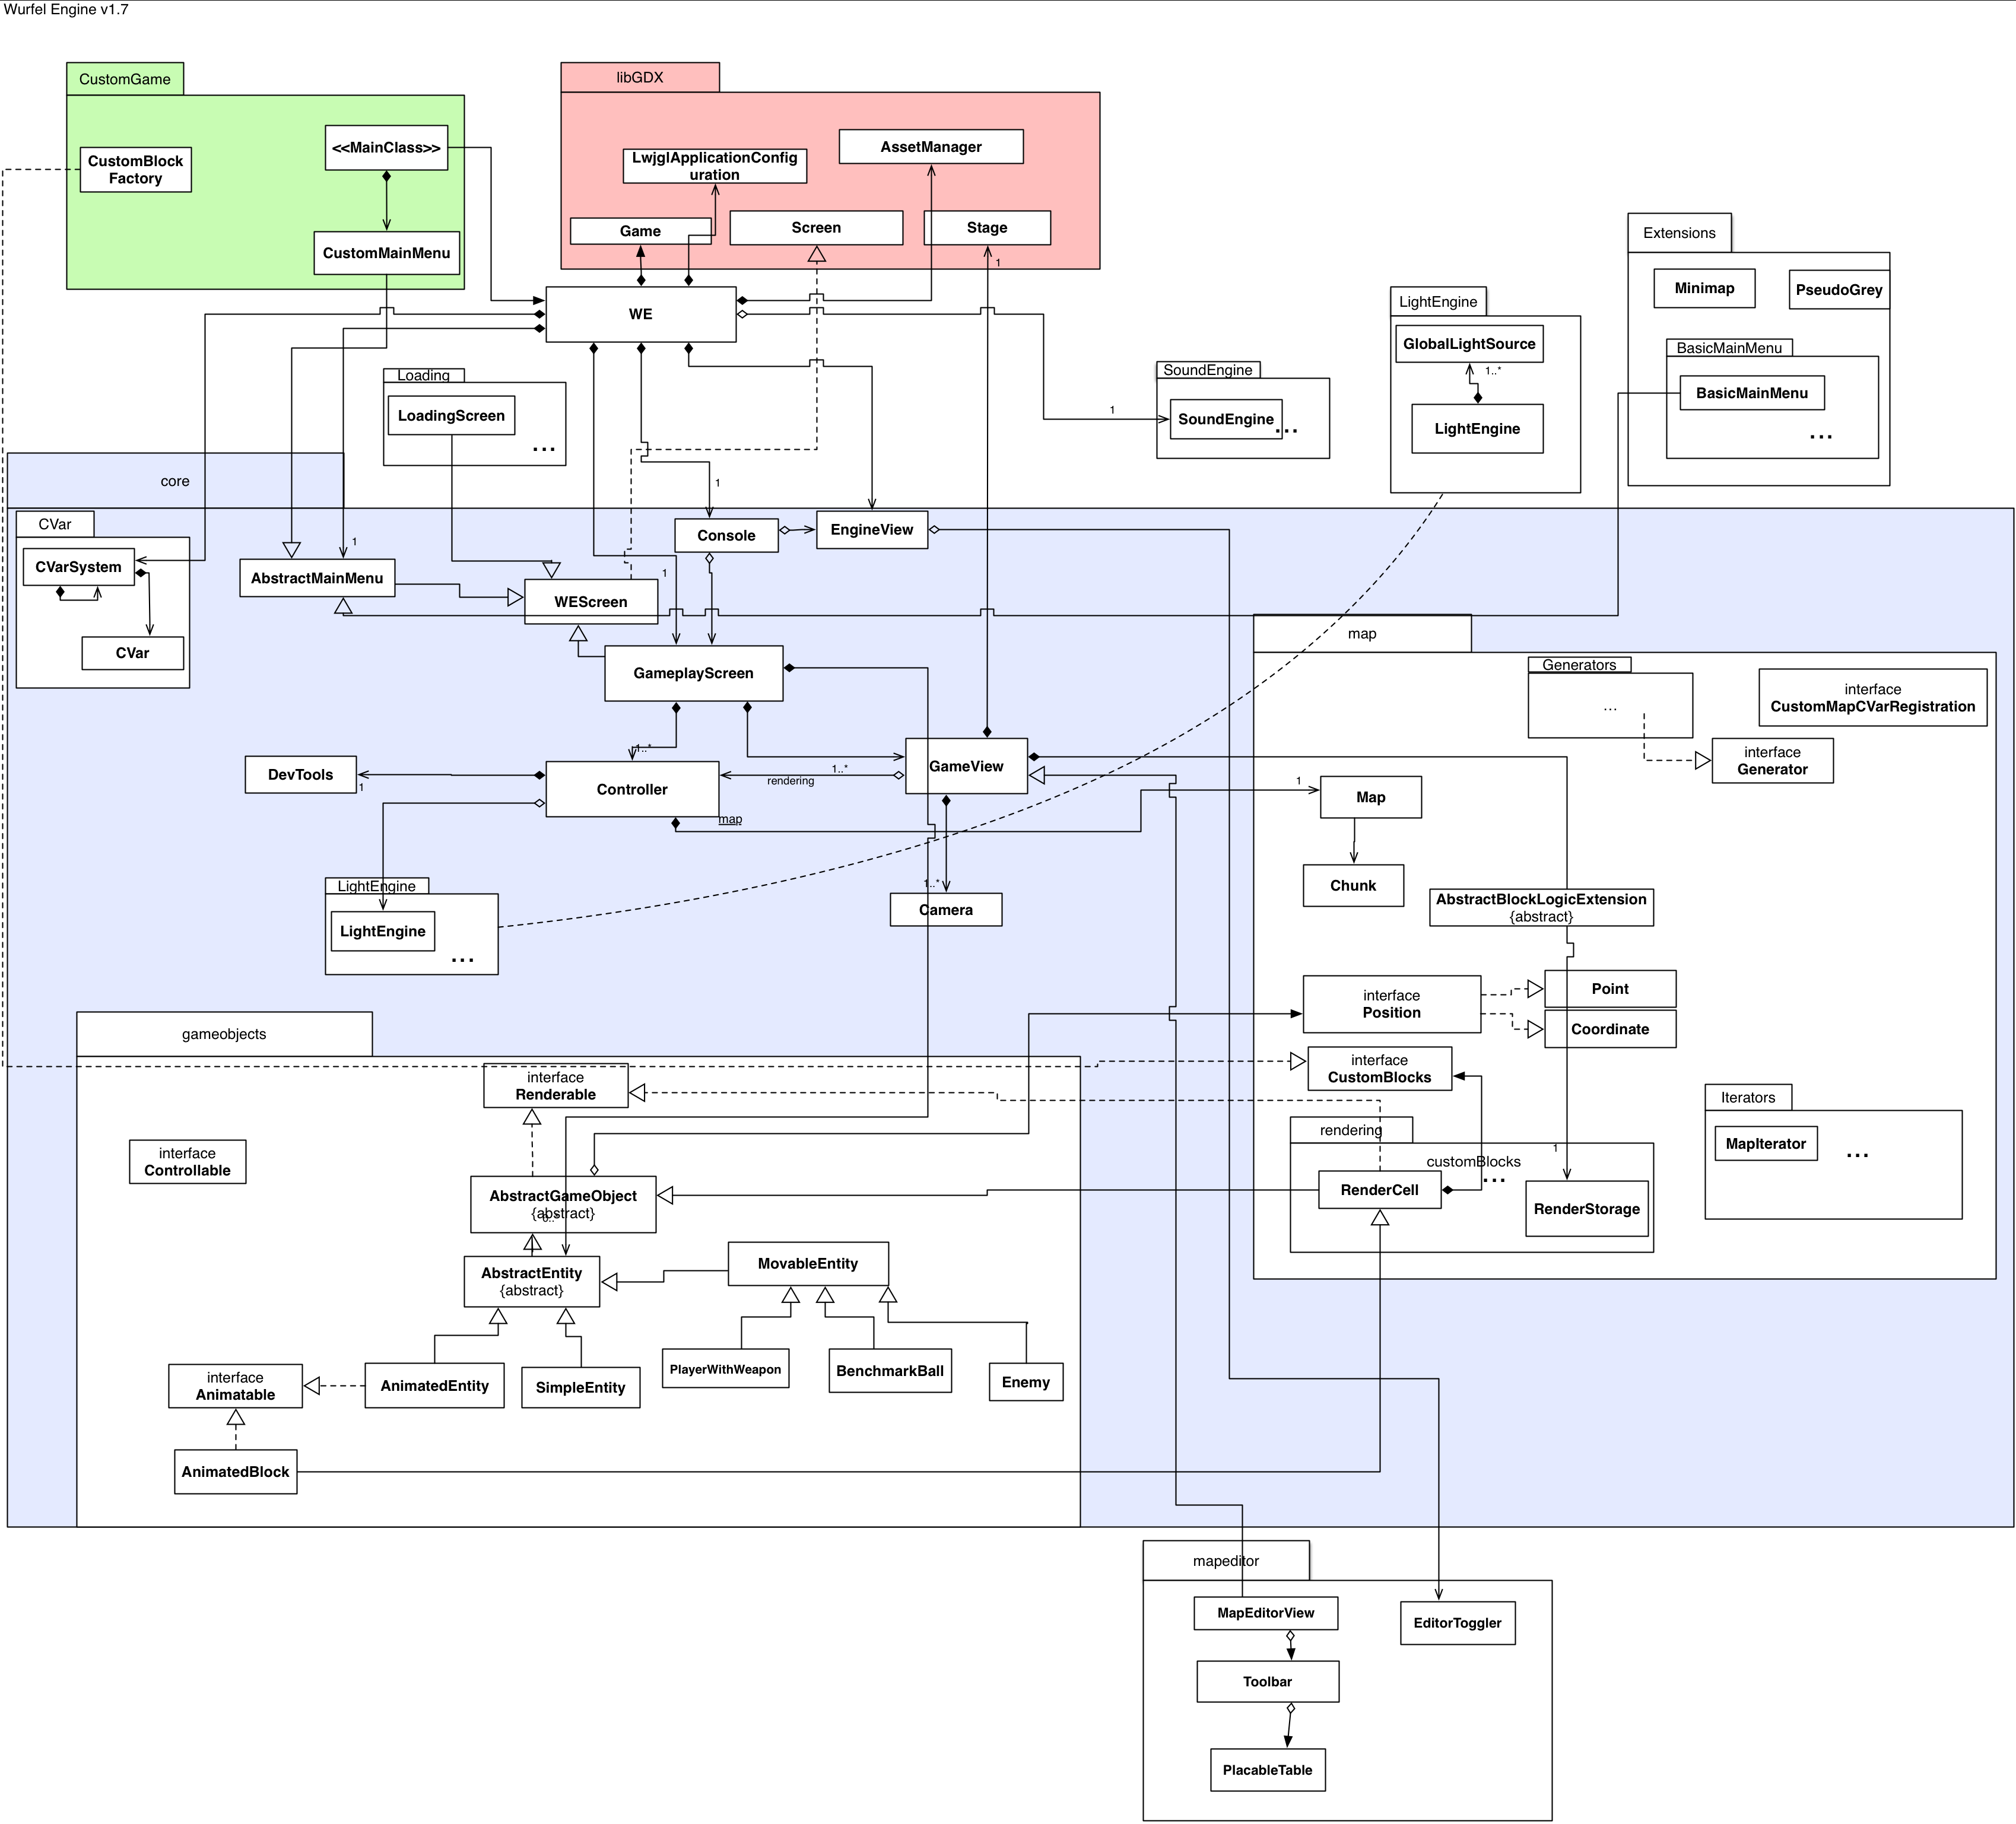 Wurfel Engine v1.7
CustomGame
<<MainClass>>
CustomBlock
Factory
CustomMainMenu
libGDX
AssetManager
LwjglApplicationConfig
uration
Game
Screen
Stage
1
WE
Extensions
Minimap
PseudoGrey
BasicMainMenu
BasicMainMenu
...
LightEngine
GlobalLightSource
1..*
LightEngine
SoundEngine
SoundEngine
...
1
Loading
LoadingScreen
...
core
1
CVar
CVarSystem
CVar
1
AbstractMainMenu
Console
EngineView
WEScreen
1
GameplayScreen
1..*
DevTools
1
Controller
rendering
1..*
GameView
map
1..*
Camera
LightEngine
LightEngine
...
map
Generators
...
interface
CustomMapCVarRegistration
interface
Generator
1
Map
Chunk
AbstractBlockLogicExtension
{abstract}
interface
Position
Point
Coordinate
interface
CustomBlocks
rendering
customBlocks
...
1
RenderCell
RenderStorage
Iterators
MapIterator
...
gameobjects
interface
Renderable
interface
Controllable
AbstractGameObject
{abstract}
0..*
AbstractEntity
{abstract}
MovableEntity
PlayerWithWeapon
BenchmarkBall
Enemy
interface
Animatable
AnimatedEntity
SimpleEntity
AnimatedBlock
mapeditor
MapEditorView
EditorToggler
Toolbar
PlacableTable